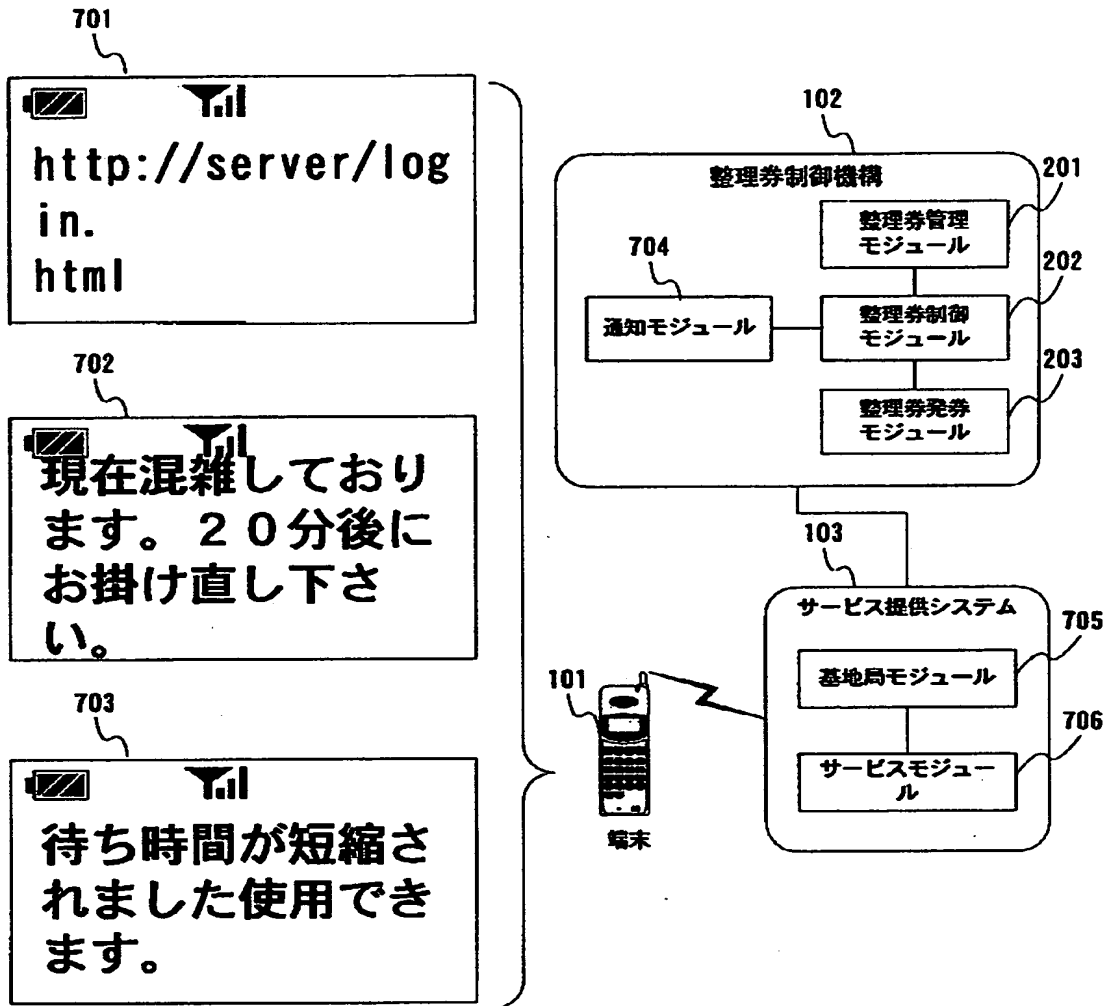 701
http://server/log
in.
html
702
現在混雑しており
ます。２０分後に
お掛け直し下さ
い。
703
待ち時間が短縮さ
れました使用でき
ます。
102
整理券制御機構
201
整理券管理
モジュール
704
202
通知モジュール
整理券制御
モジュール
203
整理券発券
モジュール
103
サービス提供システム
705
基地局モジュール
101
706
サービスモジュー
ル
端末